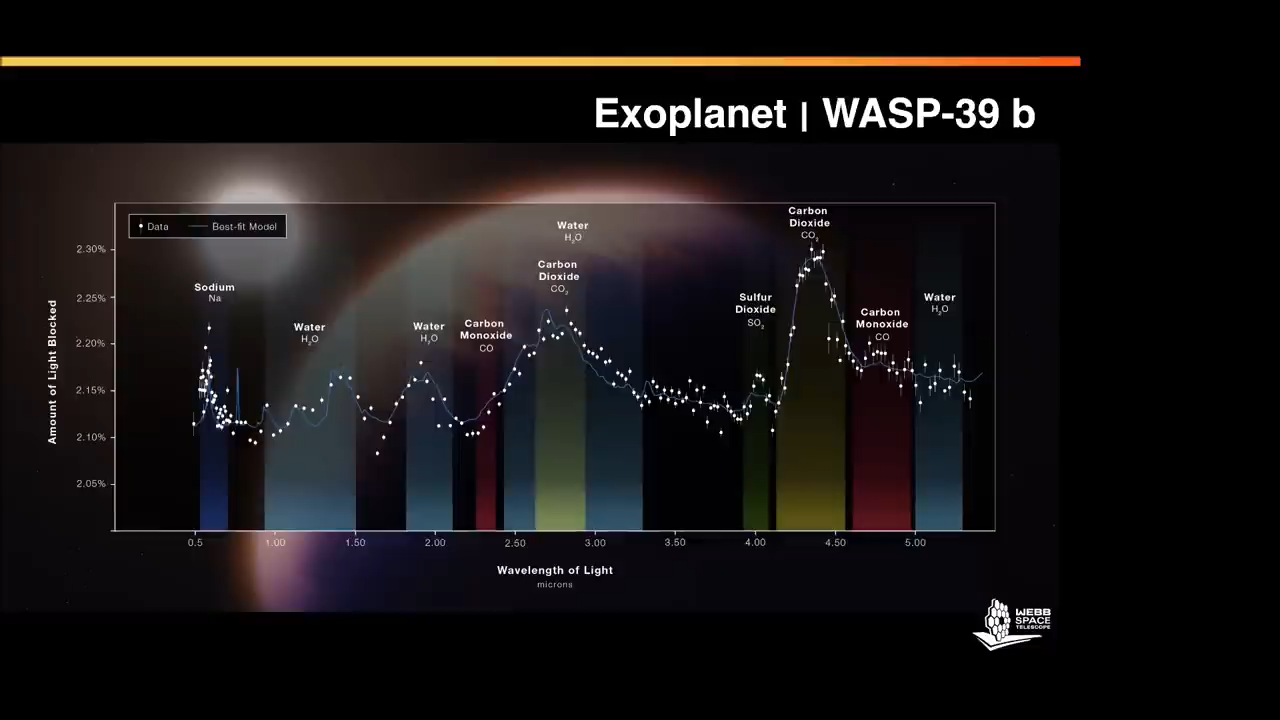 Exoplanet | WASP-39 b
Data
Best-fit Model
Carbon
Dioxide
CO₂
Water
H₂O
Carbon
Dioxide
CO₂
Sodium
Na
Water
H₂O
Water
H₂O
Carbon
Monoxide
CO
Sulfur
Dioxide
SO₂
Carbon
Monoxide
CO
Water
H₂O
Amount of Light Blocked
2.30%
2.25%
2.20%
2.15%
2.10%
2.05%
0.5 1.00 1.50 2.00 2.50 3.00 3.50 4.00 4.50 5.00
Wavelength of Light
microns
WEBB
SPACE
TELESCOPE